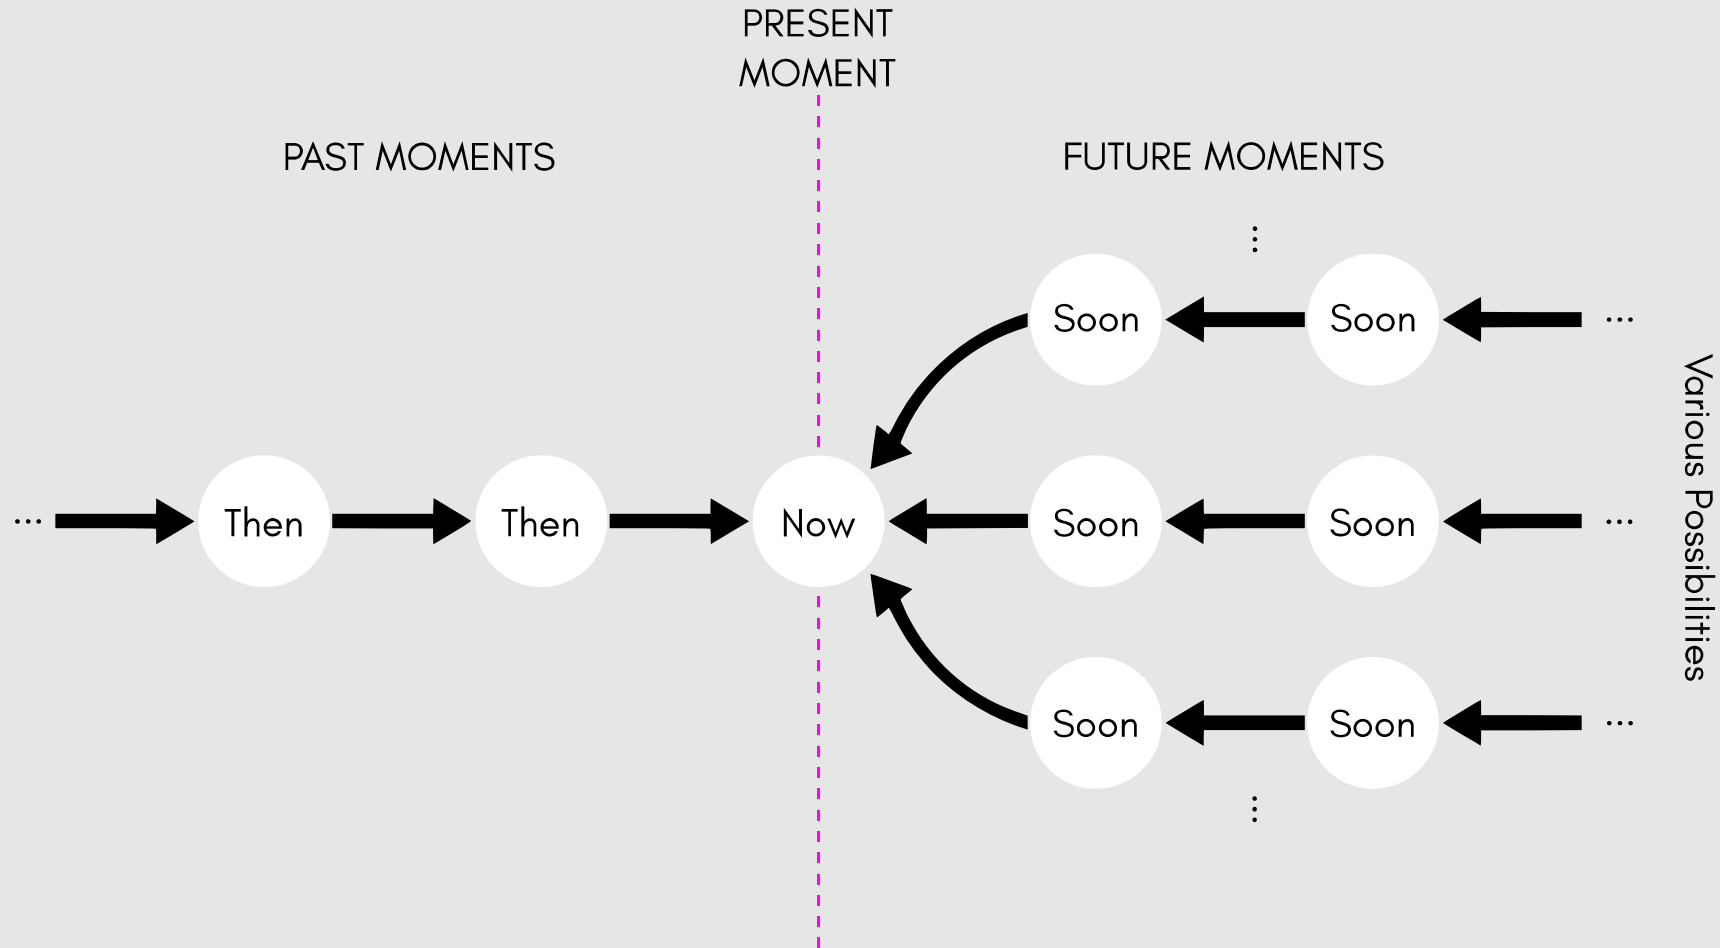 PRESENT
MOMENT
PAST MOMENTS
FUTURE MOMENTS
⋮
Soon
Soon
...
...
Then
Then
Now
Soon
Soon
...
Soon
Soon
...
⋮
Various Possibilities